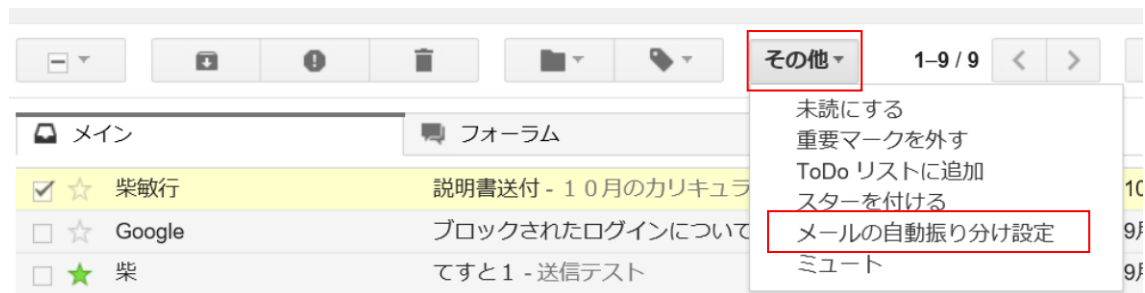 その他 1–9 / 9
未読にする
メイン フォーラム 重要マークを外す
ToDo リストに追加
柴敏行 説明書送付 - １０月のカリキュラ スターを付ける 10
Google ブロックされたログインについて メールの自動振り分け設定 9月
柴 てすと１ - 送信テスト ミュート 9月